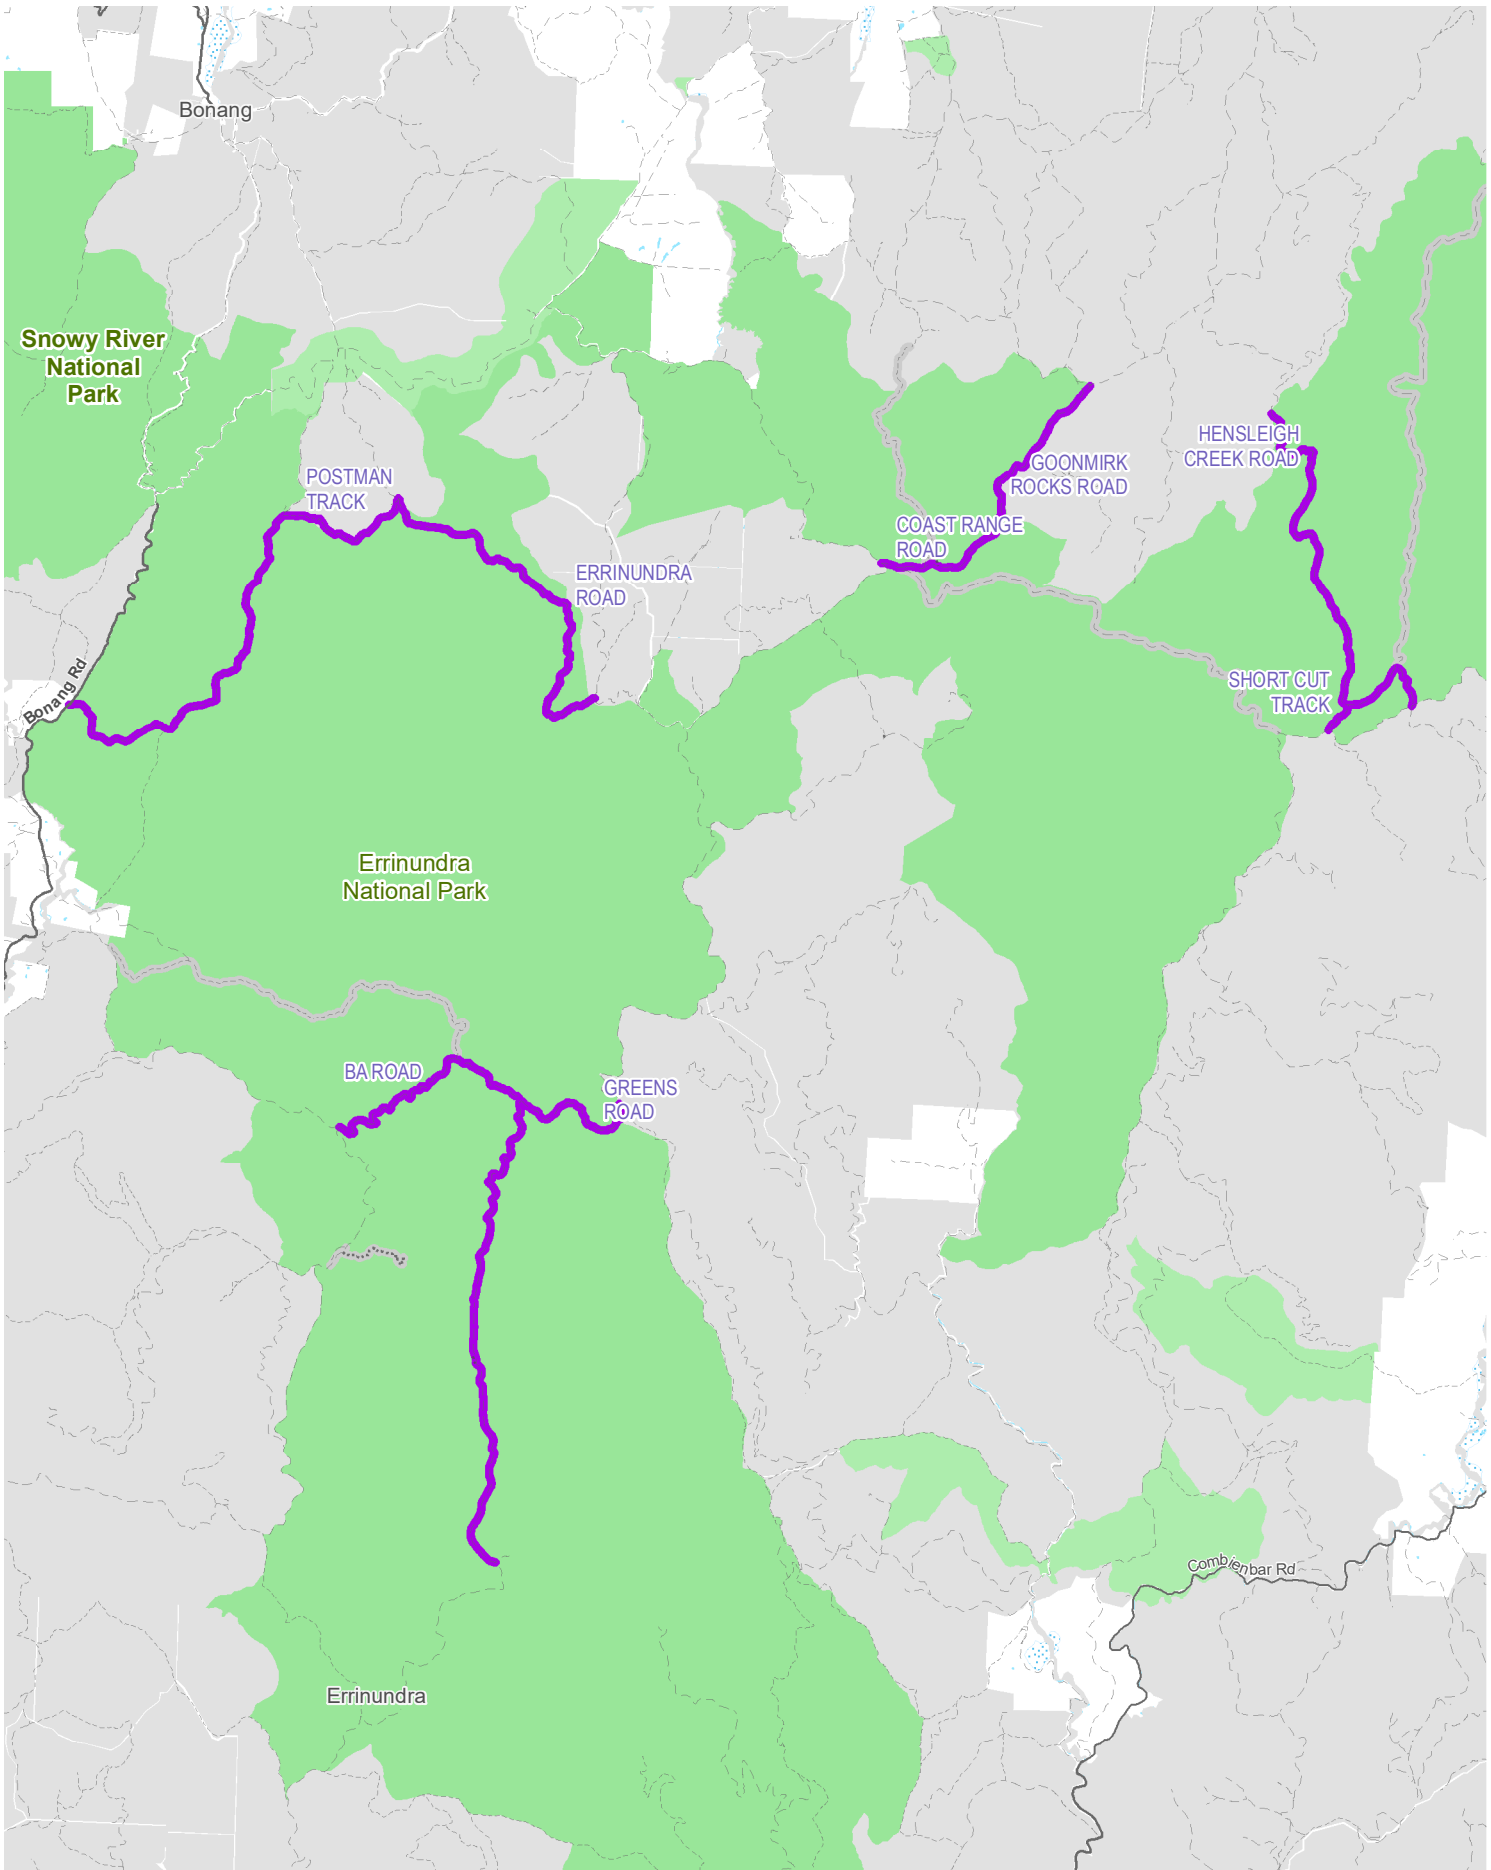 Bonang
Snowy River
National
Park
HENSLEIGH
CREEK ROAD
GOONMIRK
ROCKS ROAD
POSTMAN
TRACK
COAST RANGE
ROAD
ERRINUNDRA
ROAD
Bonang Rd
SHORT CUT
TRACK
Errinundra
National Park
BA ROAD
GREENS
ROAD
Combienbar Rd
Errinundra